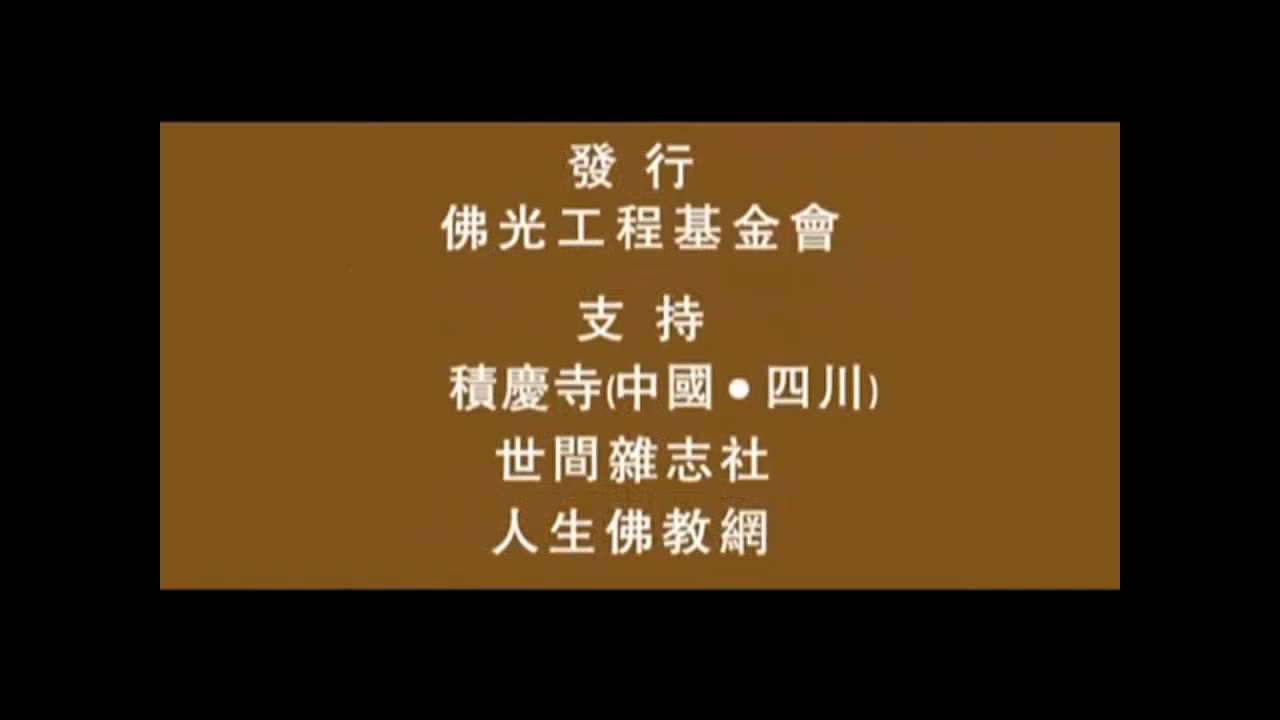 發 行
佛光工程基金會
支 持
積慶寺(中國●四川)
世間雜志社
人生佛教網